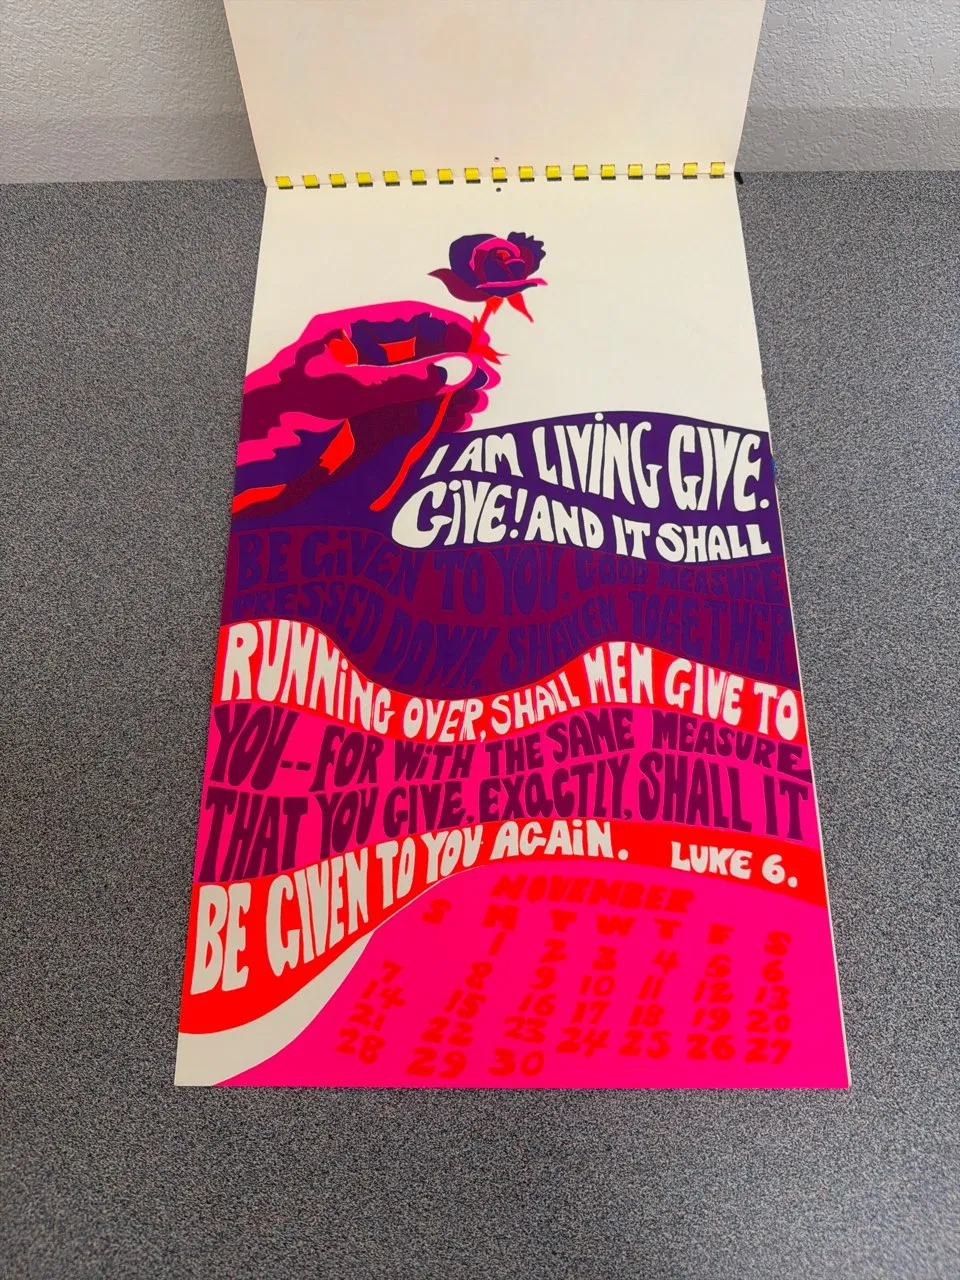 I AM LIVING GIVE.
GiVE! AND IT SHALL
BE GiVEN TO YOU. GOOD MEASURE
PRESSED DOWN, SHAKEN TOGETHER,
RUNNiNG OVER, SHALL MEN GIVE TO
YOU--FOR WiTH THE SAME MEASURE
THAT YOU GIVE, EXACTLY, SHALL IT
BE GIVEN TO YOU AGAiN. LUKE 6.
NOVEMBER
S M T W T F S
1 2 3 4 5 6
7 8 9 10 11 12 13
14 15 16 17 18 19 20
21 22 23 24 25 26 27
28 29 30